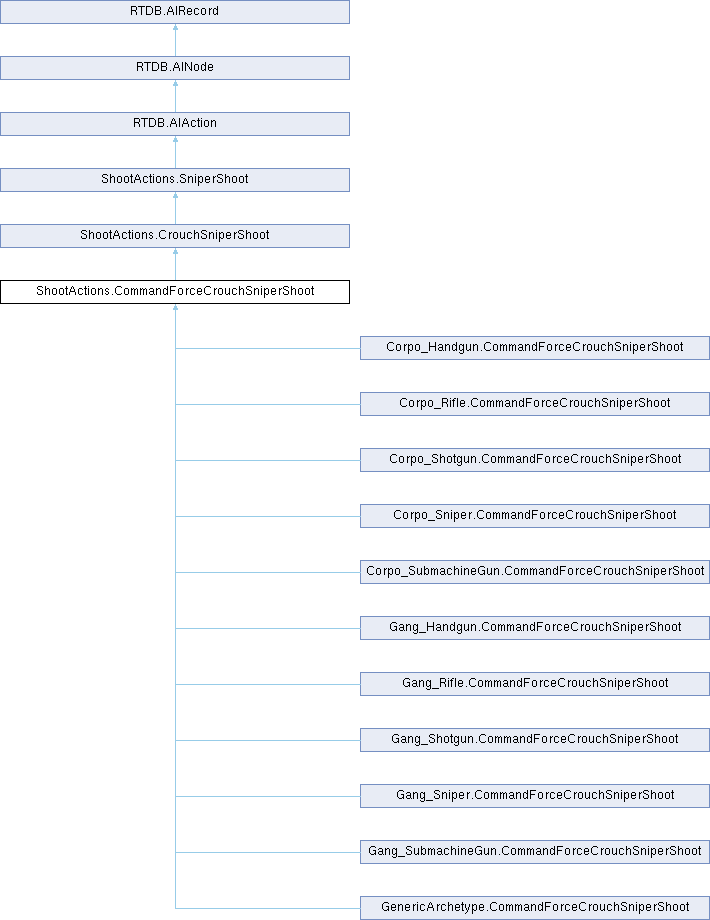 RTDB.AIRecord
RTDB.AINode
RTDB.AIAction
ShootActions.SniperShoot
ShootActions.CrouchSniperShoot
ShootActions.CommandForceCrouchSniperShoot
Corpo_Handgun.CommandForceCrouchSniperShoot
Corpo_Rifle.CommandForceCrouchSniperShoot
Corpo_Shotgun.CommandForceCrouchSniperShoot
Corpo_Sniper.CommandForceCrouchSniperShoot
Corpo_SubmachineGun.CommandForceCrouchSniperShoot
Gang_Handgun.CommandForceCrouchSniperShoot
Gang_Rifle.CommandForceCrouchSniperShoot
Gang_Shotgun.CommandForceCrouchSniperShoot
Gang_Sniper.CommandForceCrouchSniperShoot
Gang_SubmachineGun.CommandForceCrouchSniperShoot
GenericArchetype.CommandForceCrouchSniperShoot